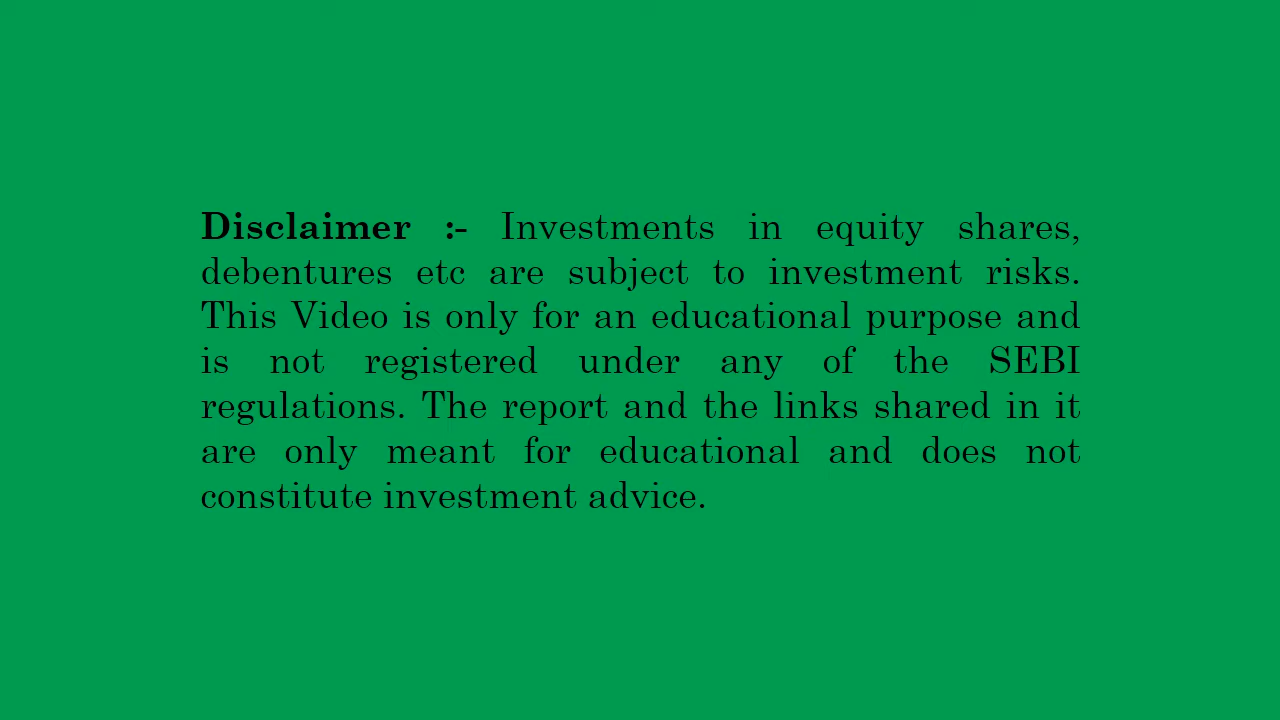 Disclaimer :- Investments in equity shares,
debentures etc are subject to investment risks.
This Video is only for an educational purpose and
is not registered under any of the SEBI
regulations. The report and the links shared in it
are only meant for educational and does not
constitute investment advice.